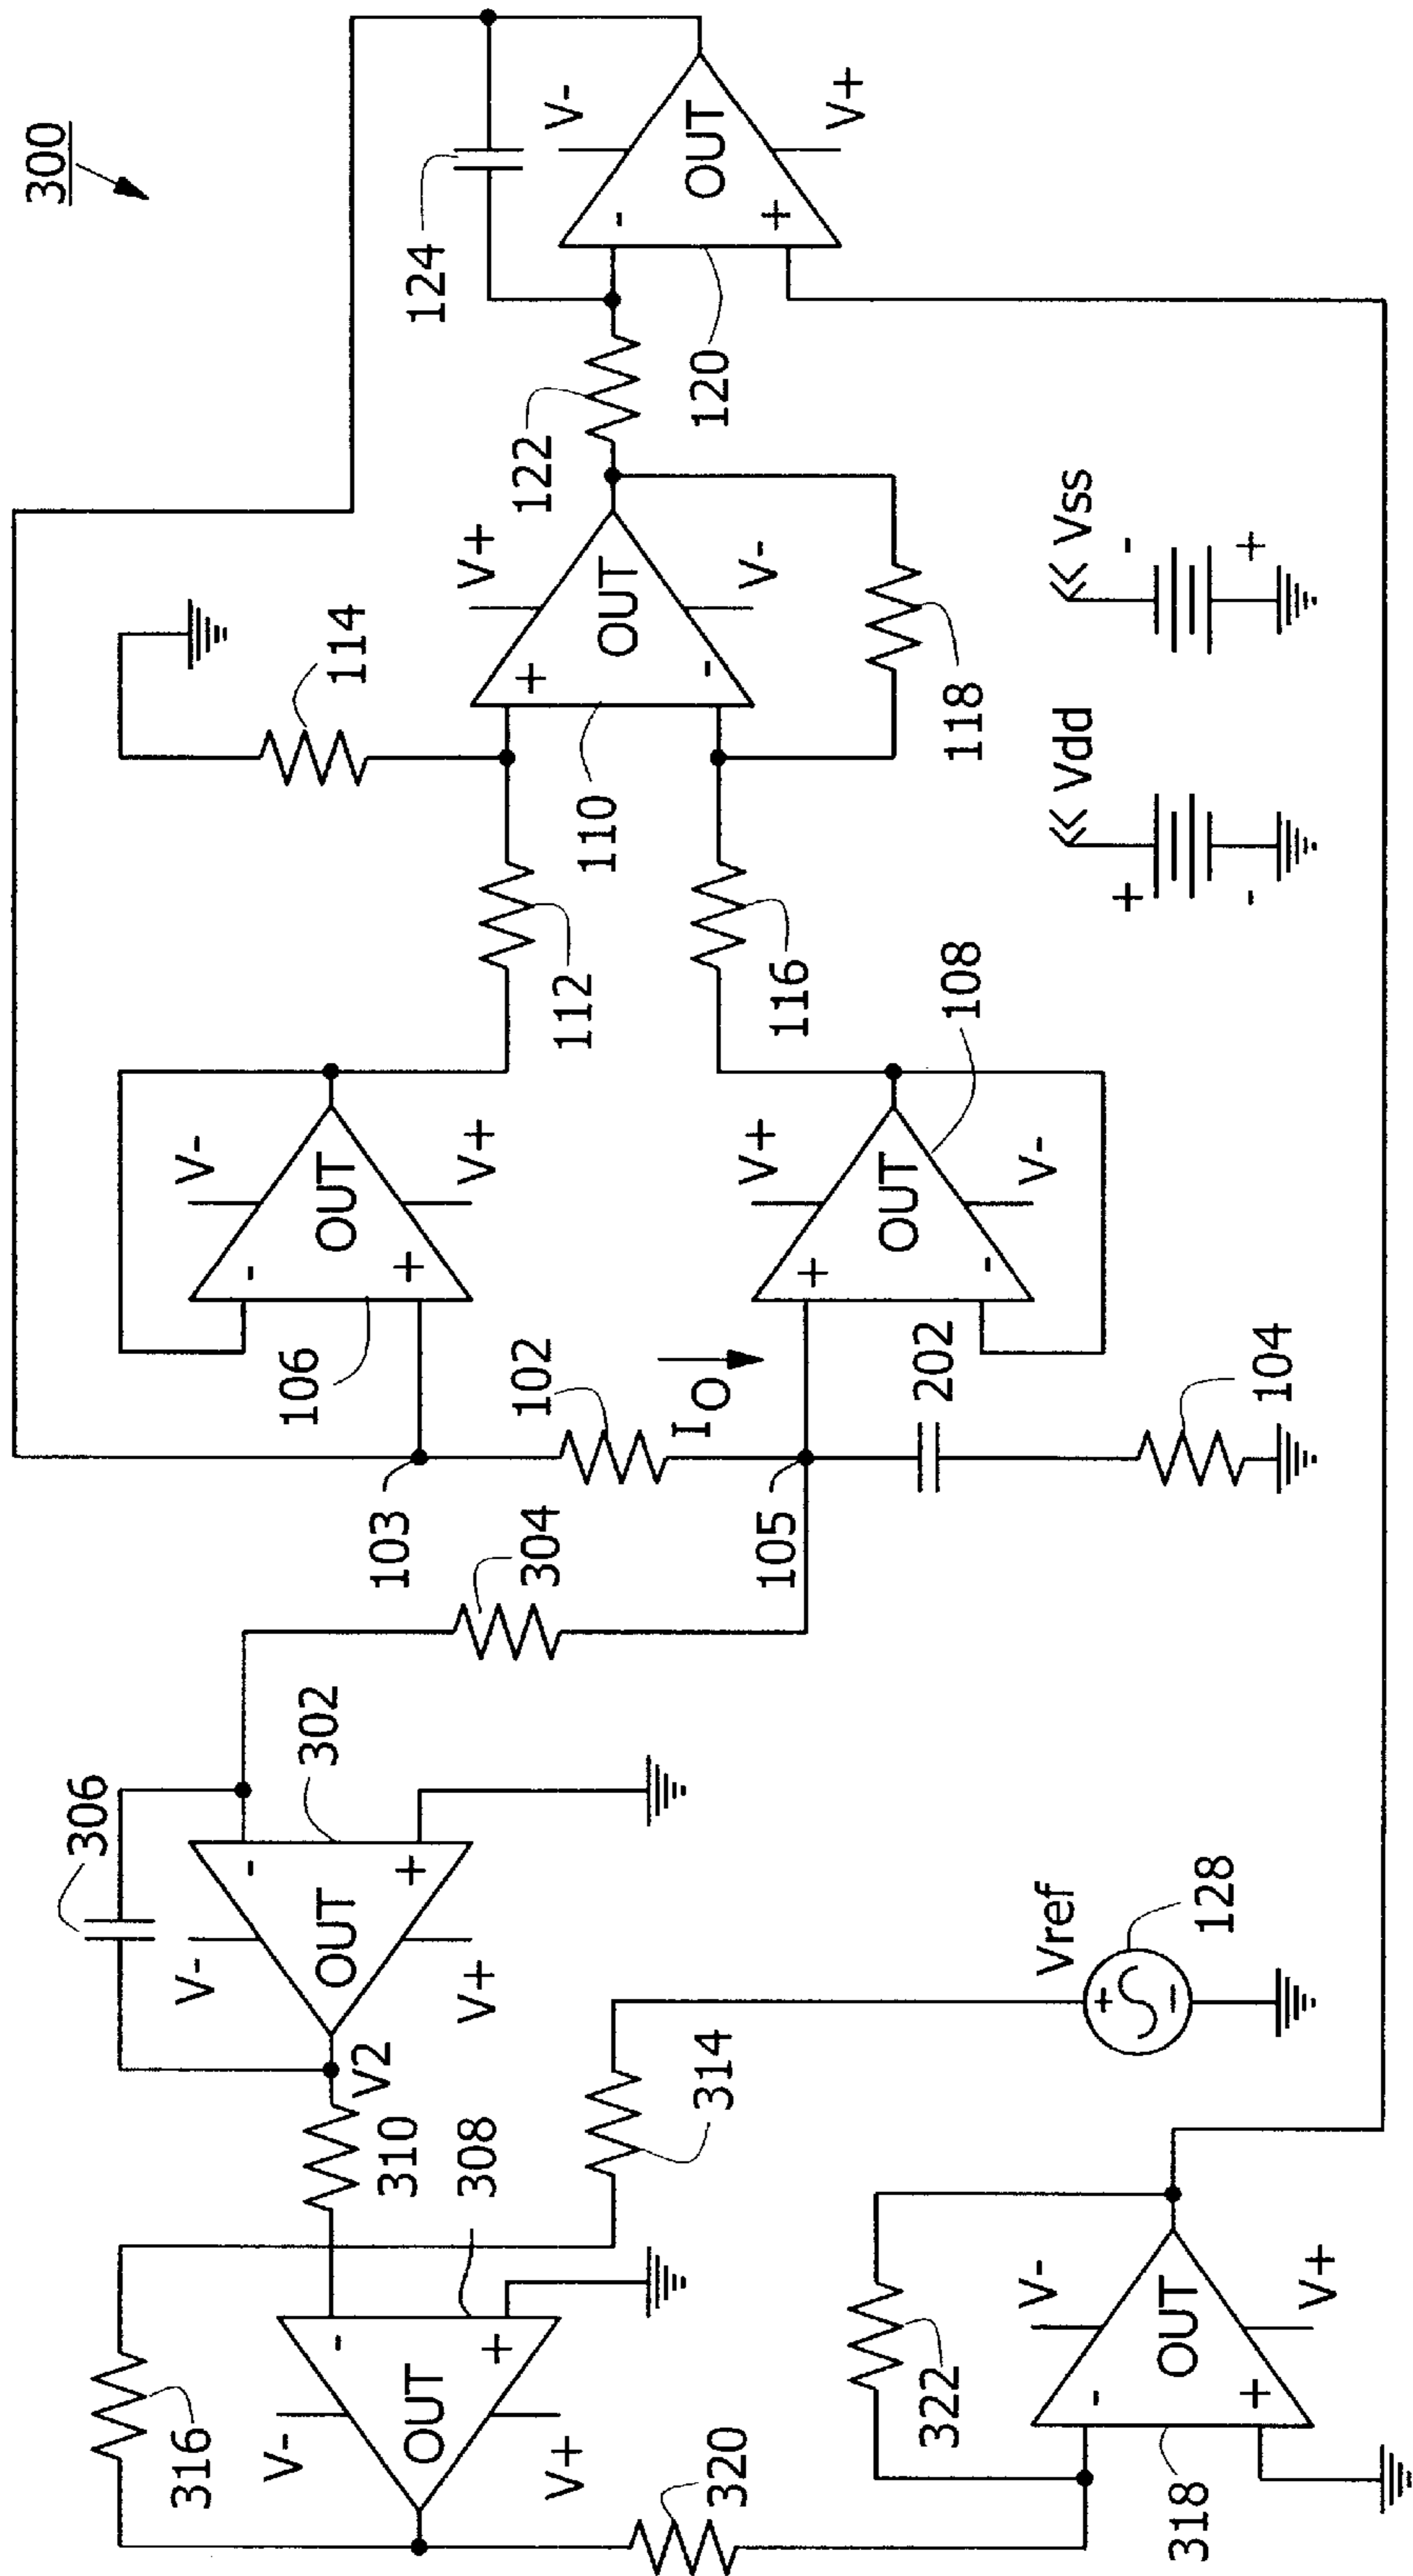 300
V-
124
OUT
-
+
V+
120
122
V+
+
OUT
-
V-
110
114
118
Vss
-
+
Vdd
+
-
112
116
108
V-
OUT
-
+
V+
106
V+
OUT
+
-
V-
102
IO
202
104
103
105
304
306
302
V-
OUT
-
+
V+
V2
310
308
314
Vref
+
-
128
316
V-
OUT
-
+
V+
320
322
318
V-
OUT
-
+
V+